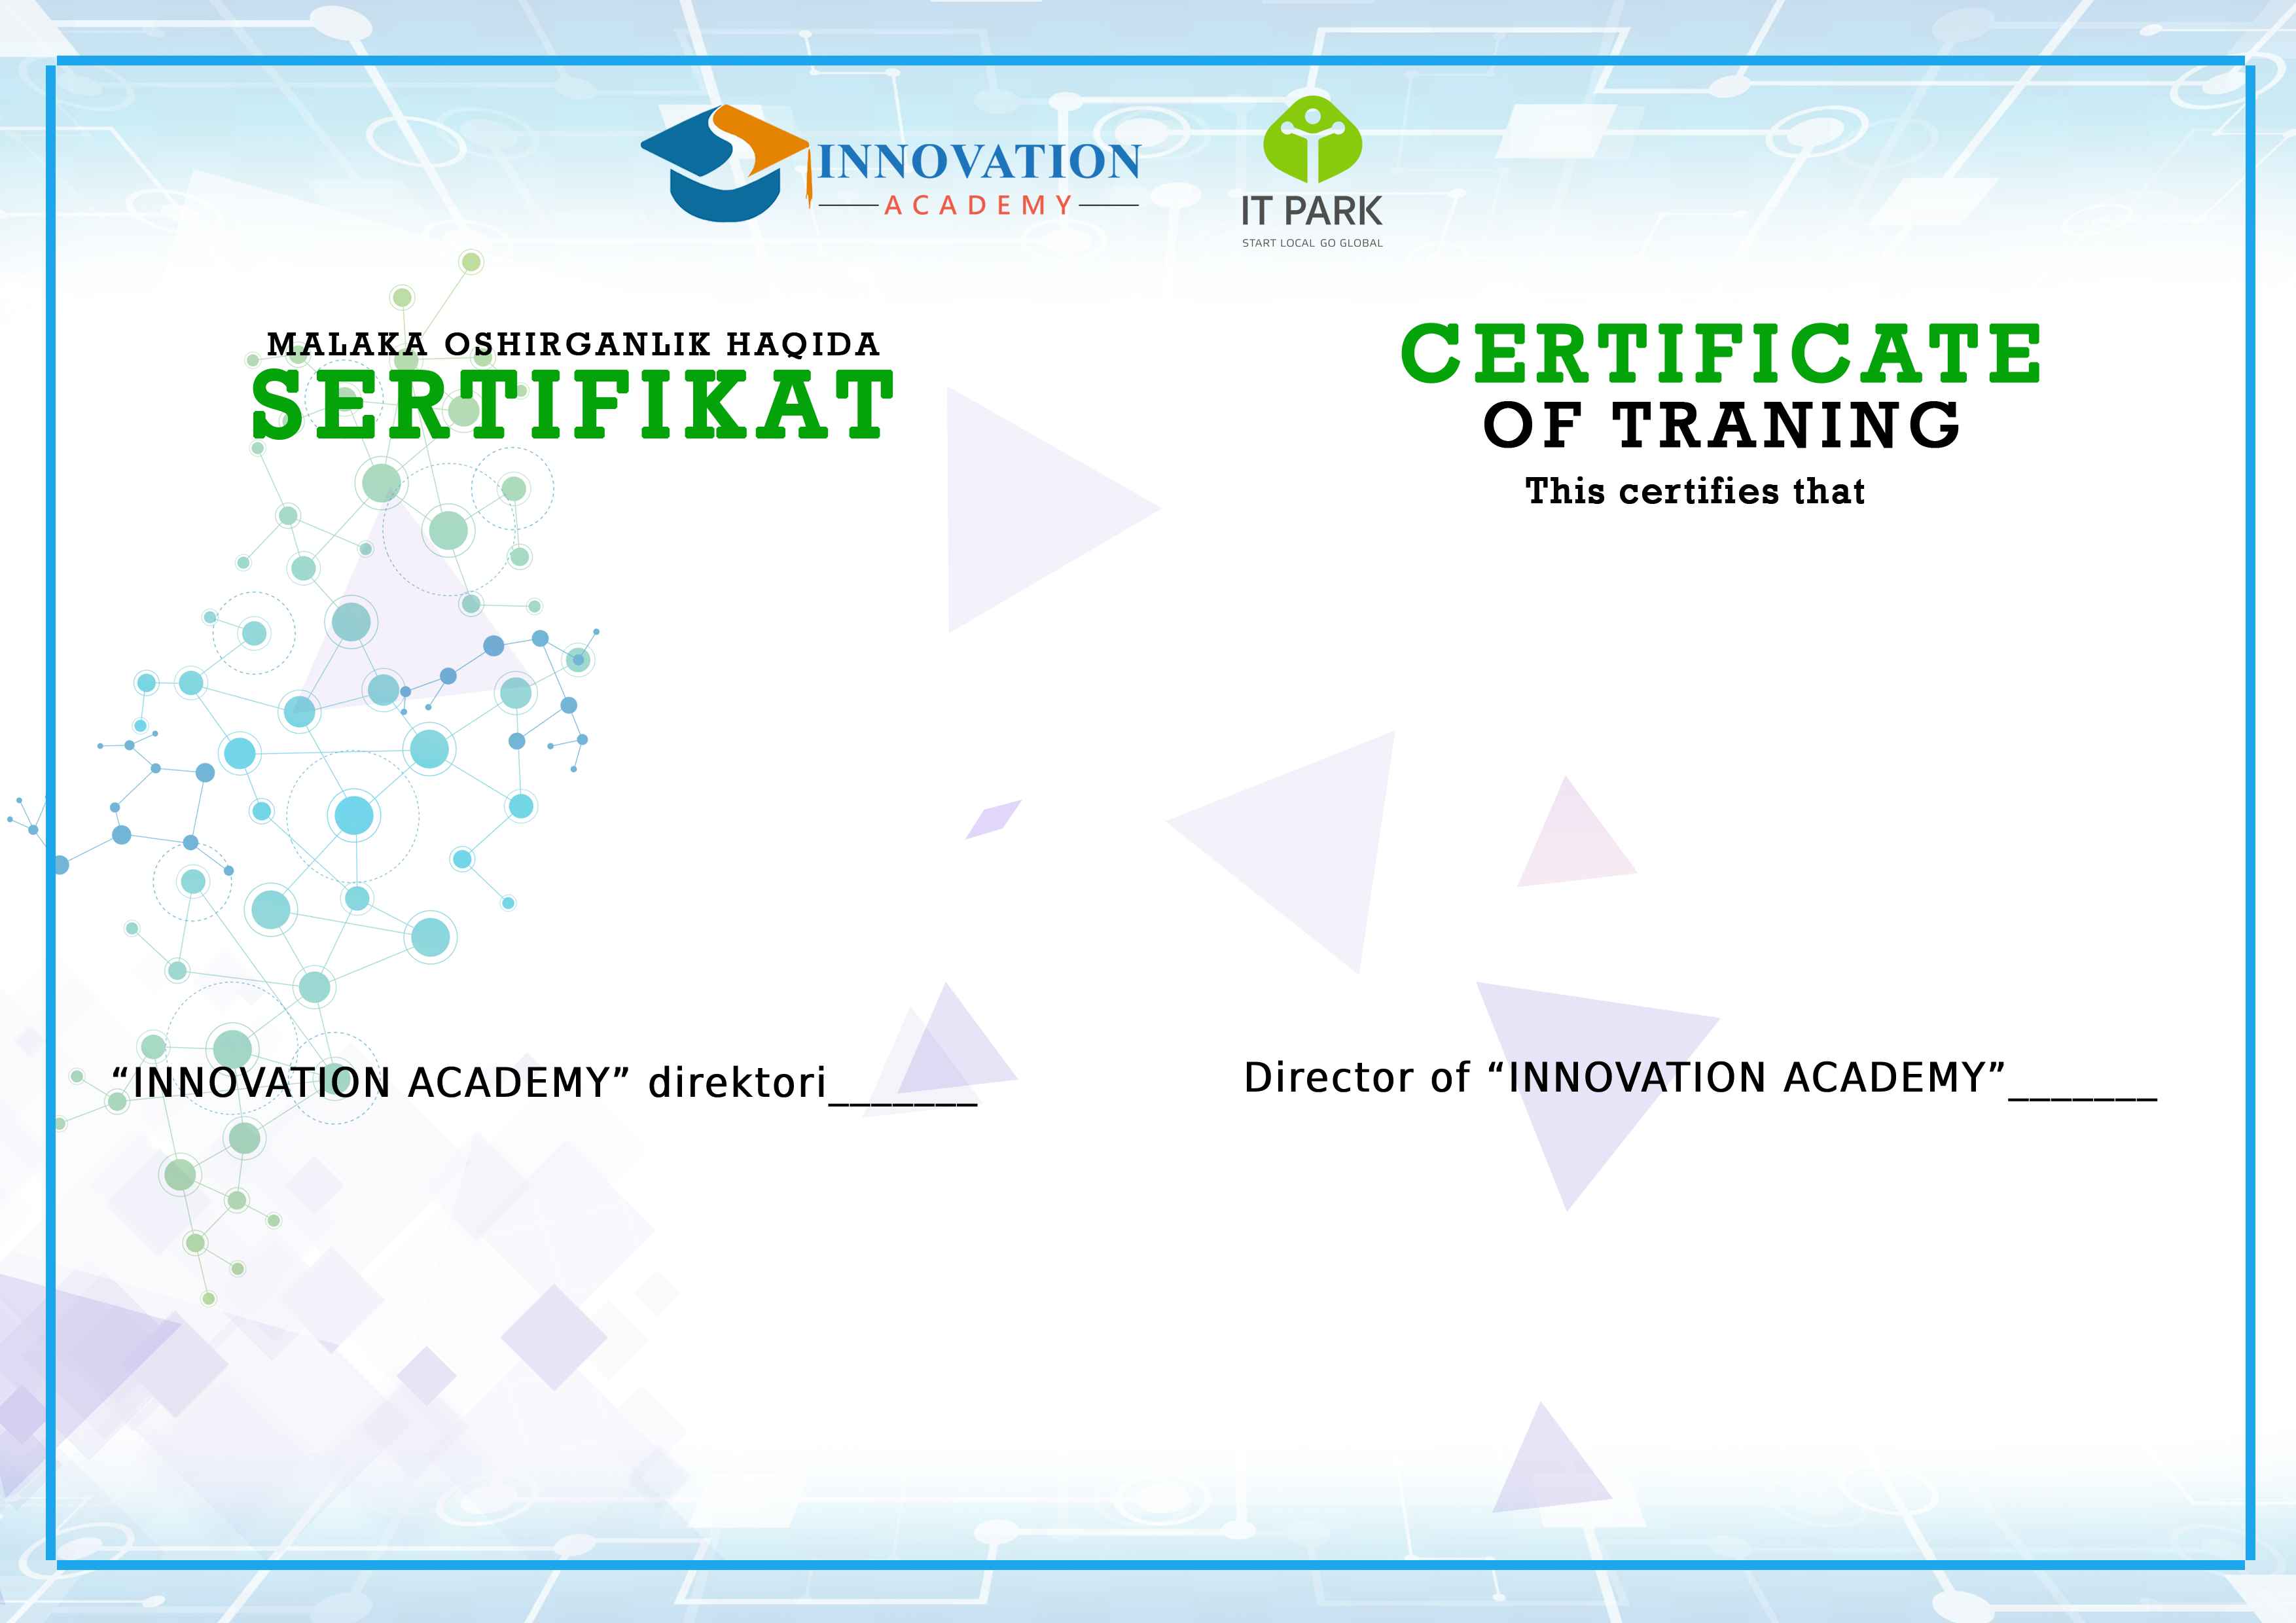 INNOVATION
ACADEMY
IT PARK
START LOCAL GO GLOBAL
MALAKA OSHIRGANLIK HAQIDA
SERTIFIKAT
“INNOVATION ACADEMY” direktori_______
CERTIFICATE
OF TRANING
This certifies that
Director of “INNOVATION ACADEMY”_______